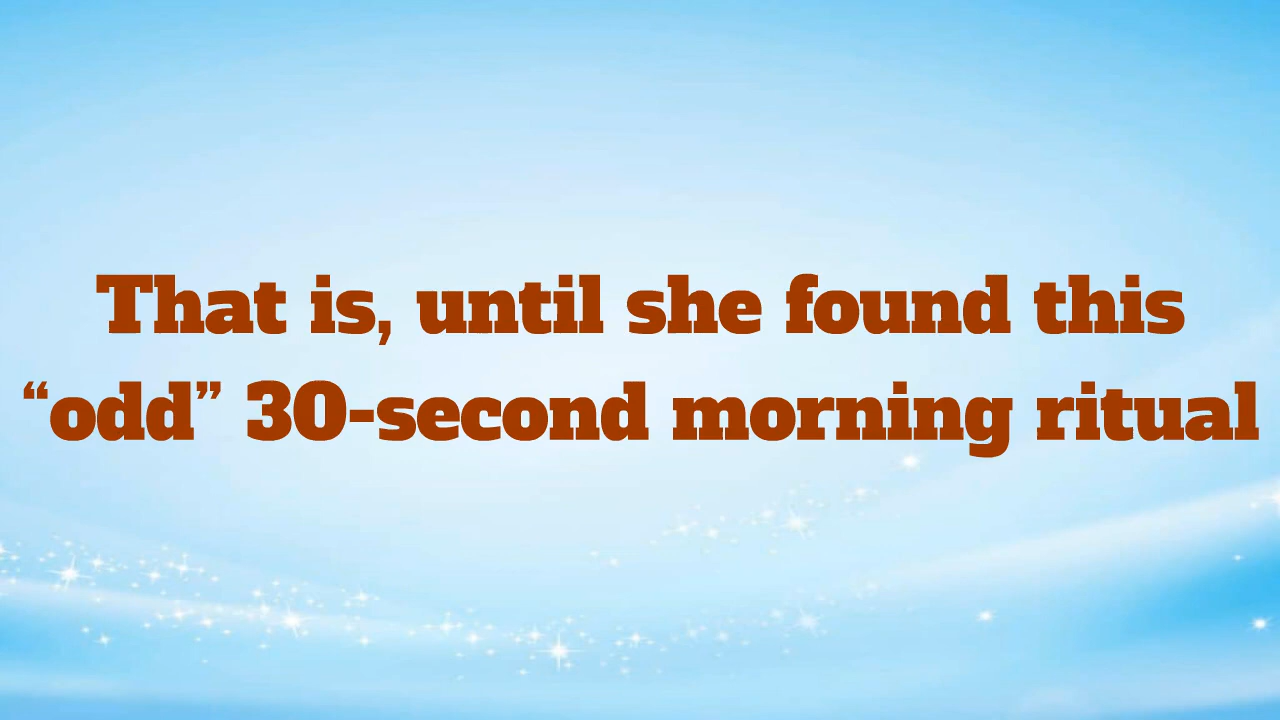 That is, until she found this
“odd” 30-second morning ritual